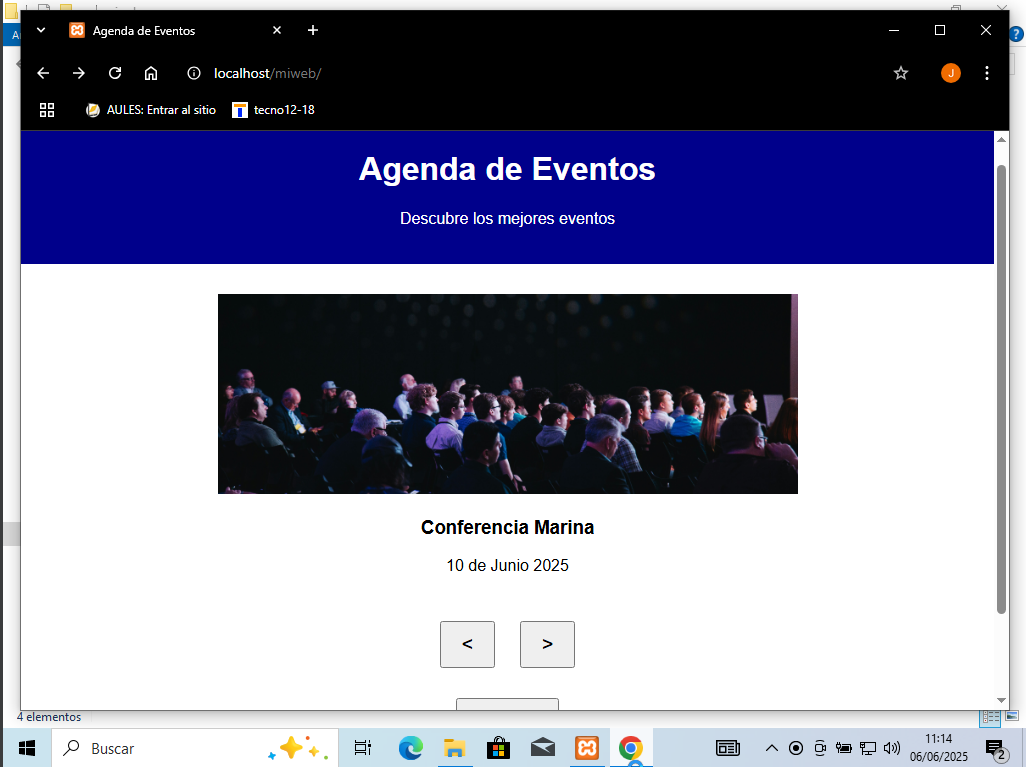 Agenda de Eventos
localhost/miweb/
J
AULES: Entrar al sitio
tecno12-18
Agenda de Eventos
Descubre los mejores eventos
Conferencia Marina
10 de Junio 2025
< >
4 elementos
Buscar
11:14
06/06/2025
2